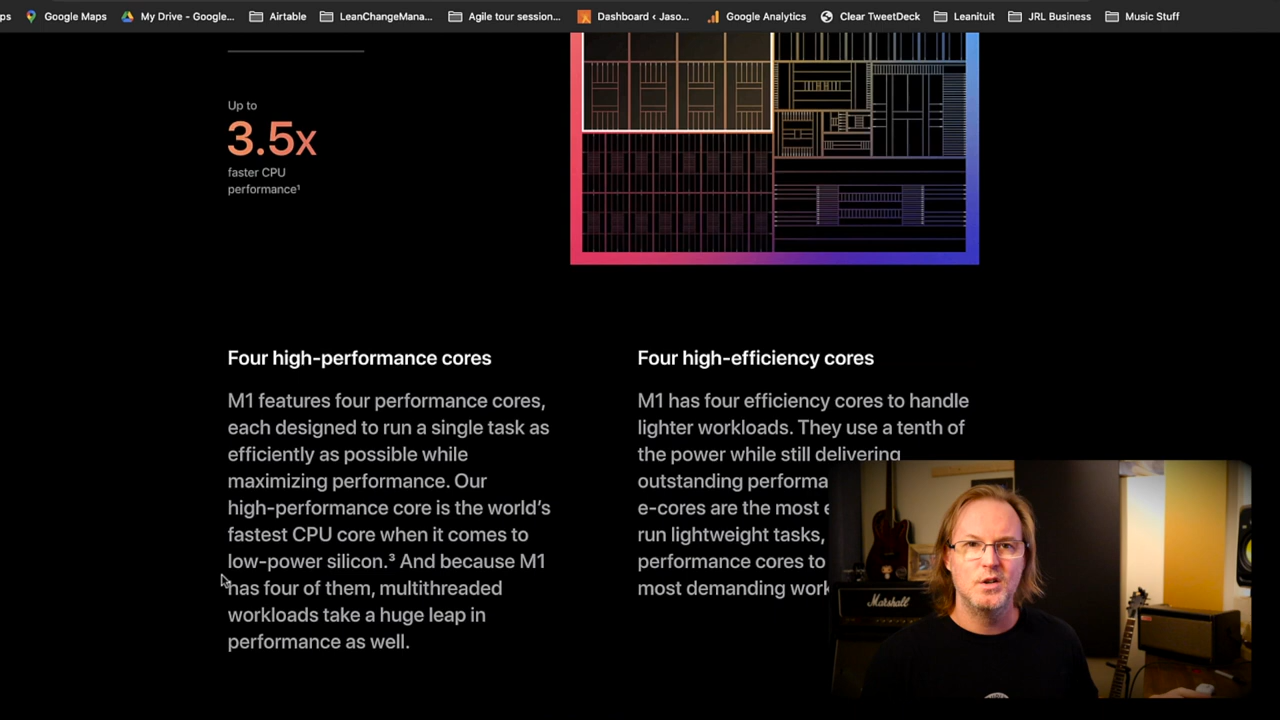 ps Google Maps My Drive - Google... Airtable LeanChangeMana... Agile tour session... Dashboard ‹ Jaso... Google Analytics Clear TweetDeck Leanituit JRL Business Music Stuff
Up to
3.5x
faster CPU
performance¹
Four high-performance cores
M1 features four performance cores,
each designed to run a single task as
efficiently as possible while
maximizing performance. Our
high-performance core is the world's
fastest CPU core when it comes to
low-power silicon.³ And because M1
has four of them, multithreaded
workloads take a huge leap in
performance as well.
Four high-efficiency cores
M1 has four efficiency cores to handle
lighter workloads. They use a tenth of
the power while still delivering
outstanding performa
e-cores are the most e
run lightweight tasks,
performance cores to
most demanding work
Marshall